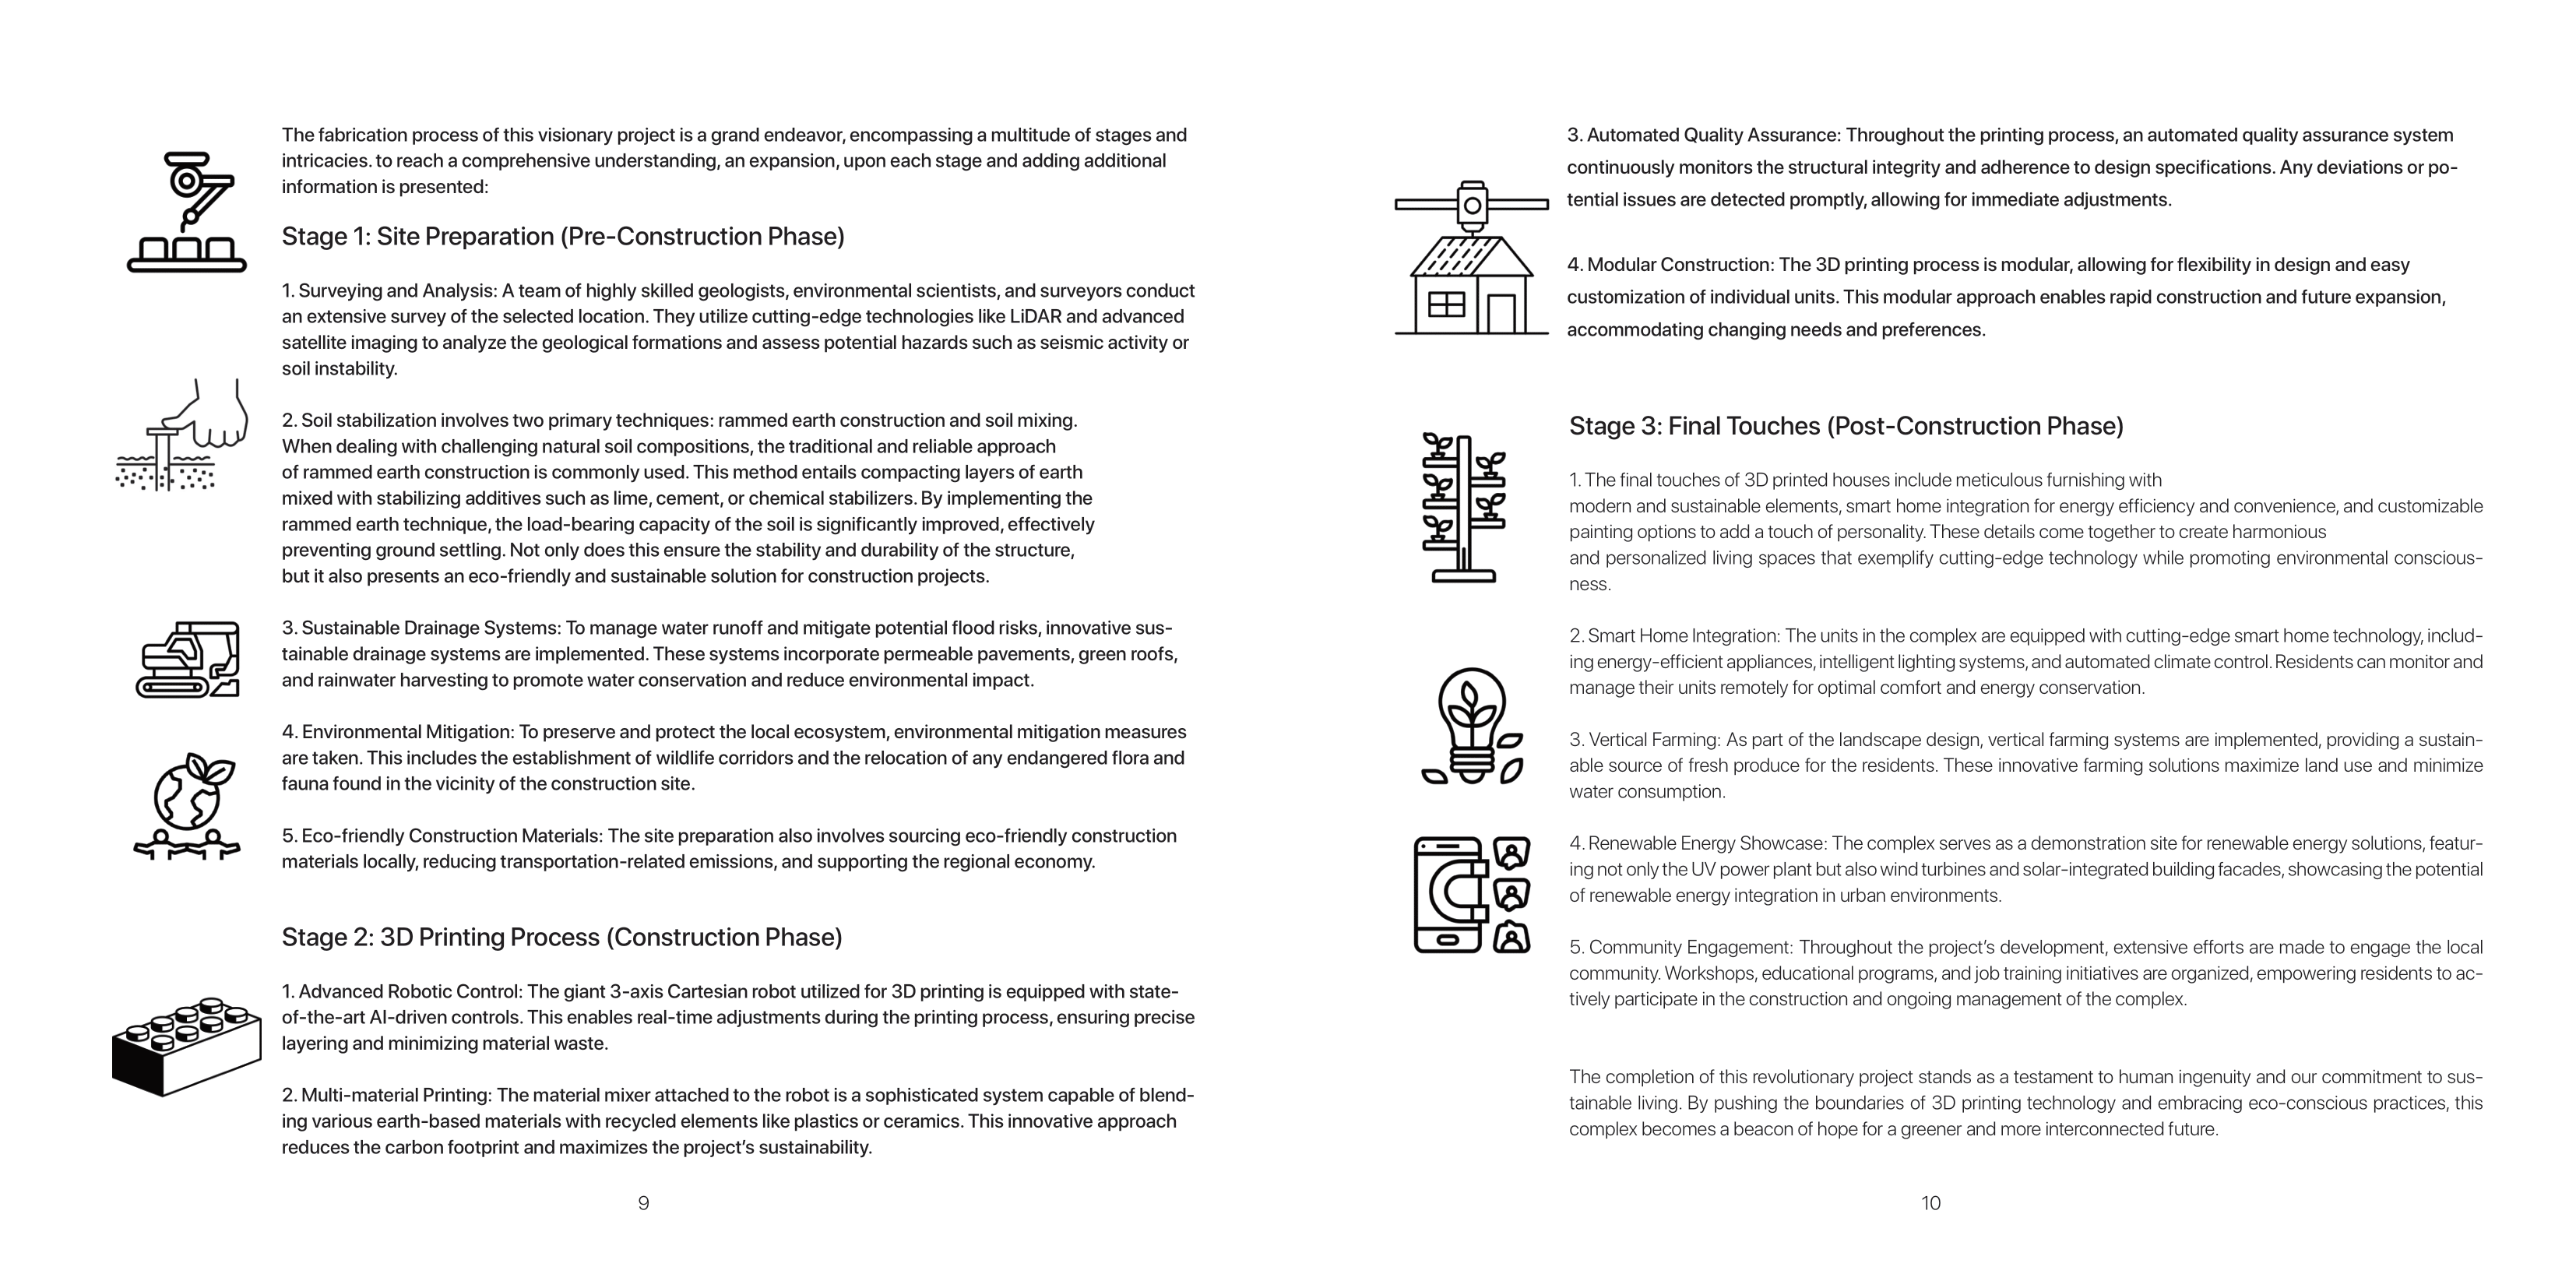 The fabrication process of this visionary project is a grand endeavor, encompassing a multitude of stages and
intricacies. to reach a comprehensive understanding, an expansion, upon each stage and adding additional
information is presented:
Stage 1: Site Preparation (Pre-Construction Phase)
1. Surveying and Analysis: A team of highly skilled geologists, environmental scientists, and surveyors conduct
an extensive survey of the selected location. They utilize cutting-edge technologies like LiDAR and advanced
satellite imaging to analyze the geological formations and assess potential hazards such as seismic activity or
soil instability.
2. Soil stabilization involves two primary techniques: rammed earth construction and soil mixing.
When dealing with challenging natural soil compositions, the traditional and reliable approach
of rammed earth construction is commonly used. This method entails compacting layers of earth
mixed with stabilizing additives such as lime, cement, or chemical stabilizers. By implementing the
rammed earth technique, the load-bearing capacity of the soil is significantly improved, effectively
preventing ground settling. Not only does this ensure the stability and durability of the structure,
but it also presents an eco-friendly and sustainable solution for construction projects.
3. Sustainable Drainage Systems: To manage water runoff and mitigate potential flood risks, innovative sus-
tainable drainage systems are implemented. These systems incorporate permeable pavements, green roofs,
and rainwater harvesting to promote water conservation and reduce environmental impact.
4. Environmental Mitigation: To preserve and protect the local ecosystem, environmental mitigation measures
are taken. This includes the establishment of wildlife corridors and the relocation of any endangered flora and
fauna found in the vicinity of the construction site.
5. Eco-friendly Construction Materials: The site preparation also involves sourcing eco-friendly construction
materials locally, reducing transportation-related emissions, and supporting the regional economy.
Stage 2: 3D Printing Process (Construction Phase)
1. Advanced Robotic Control: The giant 3-axis Cartesian robot utilized for 3D printing is equipped with state-
of-the-art AI-driven controls. This enables real-time adjustments during the printing process, ensuring precise
layering and minimizing material waste.
2. Multi-material Printing: The material mixer attached to the robot is a sophisticated system capable of blend-
ing various earth-based materials with recycled elements like plastics or ceramics. This innovative approach
reduces the carbon footprint and maximizes the project's sustainability.
9
3. Automated Quality Assurance: Throughout the printing process, an automated quality assurance system
continuously monitors the structural integrity and adherence to design specifications. Any deviations or po-
tential issues are detected promptly, allowing for immediate adjustments.
4. Modular Construction: The 3D printing process is modular, allowing for flexibility in design and easy
customization of individual units. This modular approach enables rapid construction and future expansion,
accommodating changing needs and preferences.
Stage 3: Final Touches (Post-Construction Phase)
1. The final touches of 3D printed houses include meticulous furnishing with
modern and sustainable elements, smart home integration for energy efficiency and convenience, and customizable
painting options to add a touch of personality. These details come together to create harmonious
and personalized living spaces that exemplify cutting-edge technology while promoting environmental conscious-
ness.
2. Smart Home Integration: The units in the complex are equipped with cutting-edge smart home technology, includ-
ing energy-efficient appliances, intelligent lighting systems, and automated climate control. Residents can monitor and
manage their units remotely for optimal comfort and energy conservation.
3. Vertical Farming: As part of the landscape design, vertical farming systems are implemented, providing a sustain-
able source of fresh produce for the residents. These innovative farming solutions maximize land use and minimize
water consumption.
4. Renewable Energy Showcase: The complex serves as a demonstration site for renewable energy solutions, featur-
ing not only the UV power plant but also wind turbines and solar-integrated building facades, showcasing the potential
of renewable energy integration in urban environments.
5. Community Engagement: Throughout the project's development, extensive efforts are made to engage the local
community. Workshops, educational programs, and job training initiatives are organized, empowering residents to ac-
tively participate in the construction and ongoing management of the complex.
The completion of this revolutionary project stands as a testament to human ingenuity and our commitment to sus-
tainable living. By pushing the boundaries of 3D printing technology and embracing eco-conscious practices, this
complex becomes a beacon of hope for a greener and more interconnected future.
10